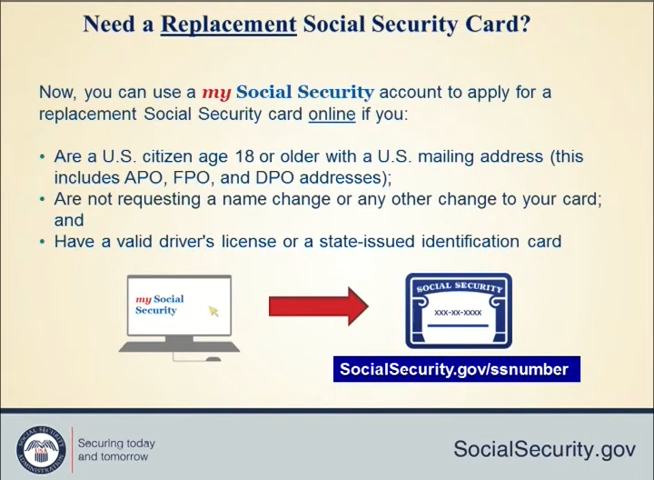 Need a Replacement Social Security Card?
Now, you can use a my Social Security account to apply for a
replacement Social Security card online if you:
• Are a U.S. citizen age 18 or older with a U.S. mailing address (this
includes APO, FPO, and DPO addresses);
• Are not requesting a name change or any other change to your card;
and
• Have a valid driver's license or a state-issued identification card
my Social
Security
SOCIAL SECURITY
XXX-XX-XXXX
SocialSecurity.gov/ssnumber
SOCIAL SECURITY
USA
ADMINISTRATION
Securing today
and tomorrow
SocialSecurity.gov